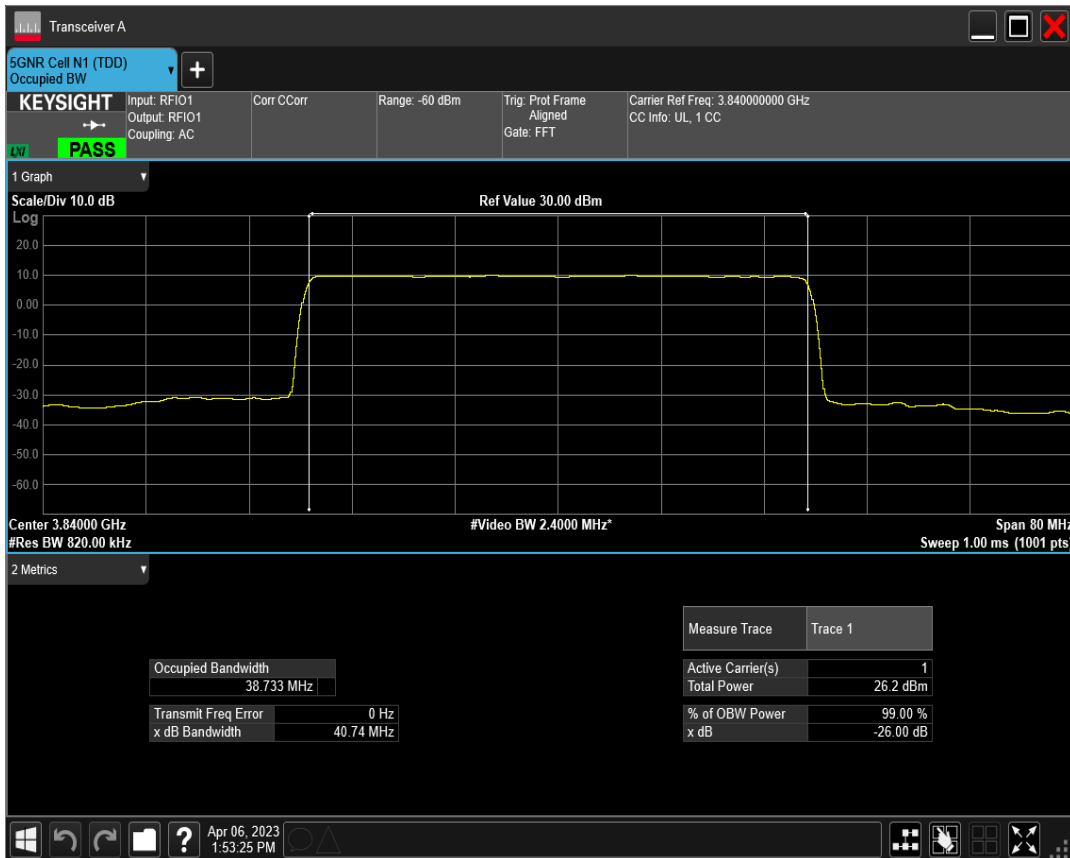 Transceiver A
5GNR Cell N1 (TDD)
Occupied BW
+
KEYSIGHT
LXI
PASS
Input: RFIO1
Output: RFIO1
Coupling: AC
Corr CCorr
Range: -60 dBm
Trig: Prot Frame
Aligned
Gate: FFT
Carrier Ref Freq: 3.840000000 GHz
CC Info: UL, 1 CC
1 Graph
Scale/Div 10.0 dB
Ref Value 30.00 dBm
Log
20.0
10.0
0.00
-10.0
-20.0
-30.0
-40.0
-50.0
-60.0
Center 3.84000 GHz
#Video BW 2.4000 MHz*
Span 80 MHz
#Res BW 820.00 kHz
Sweep 1.00 ms (1001 pts)
2 Metrics
Measure Trace Trace 1
Occupied Bandwidth
38.733 MHz
Active Carrier(s) 1
Total Power 26.2 dBm
Transmit Freq Error 0 Hz
x dB Bandwidth 40.74 MHz
% of OBW Power 99.00 %
x dB -26.00 dB
?
Apr 06, 2023
1:53:25 PM